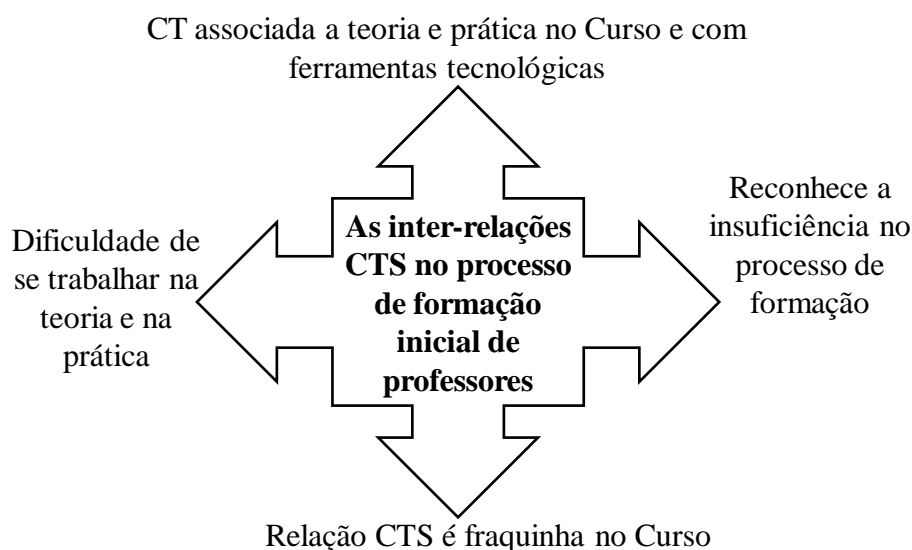 CT associada a teoria e prática no Curso e com
ferramentas tecnológicas
Dificuldade de
se trabalhar na
teoria e na
prática
As inter-relações
CTS no processo
de formação
inicial de
professores
Reconhece a
insuficiência no
processo de
formação
Relação CTS é fraquinha no Curso